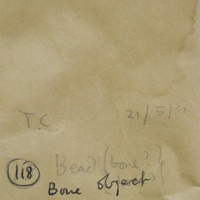 T.C. 21/5/
Bead (bone?)
118
Bone object